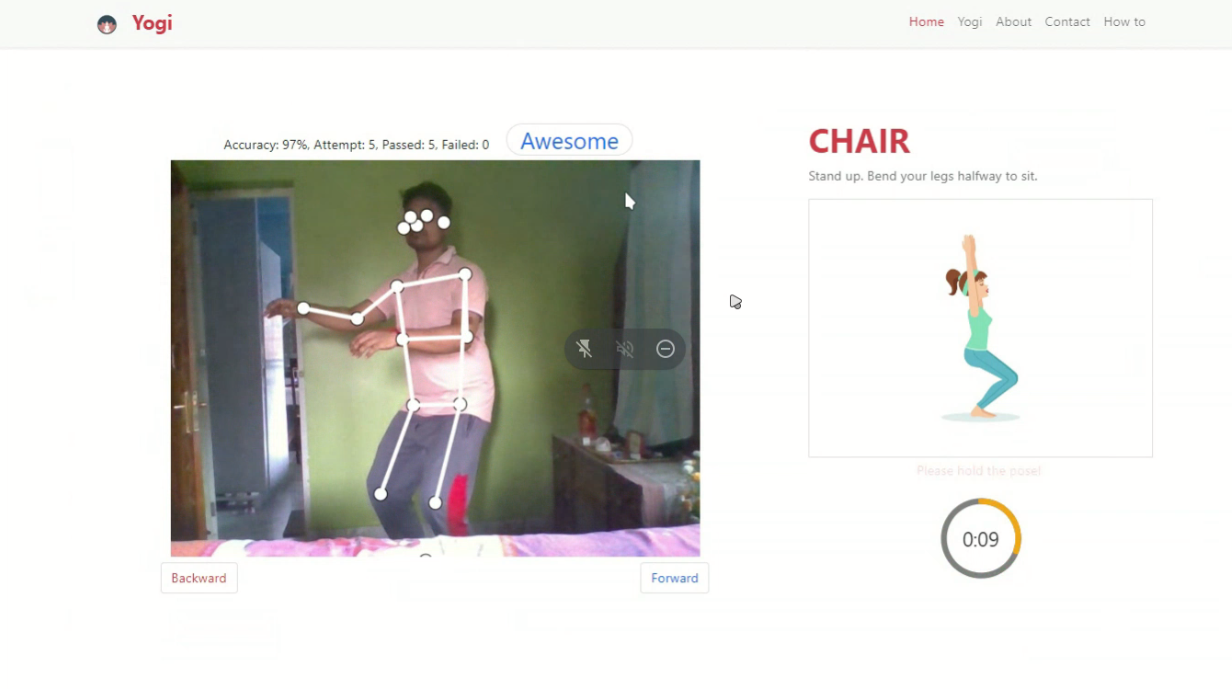 Yogi
Home Yogi About Contact How to
Accuracy: 97%, Attempt: 5, Passed: 5, Failed: 0
Awesome
CHAIR
Stand up. Bend your legs halfway to sit.
Please hold the pose!
0:09
Backward
Forward